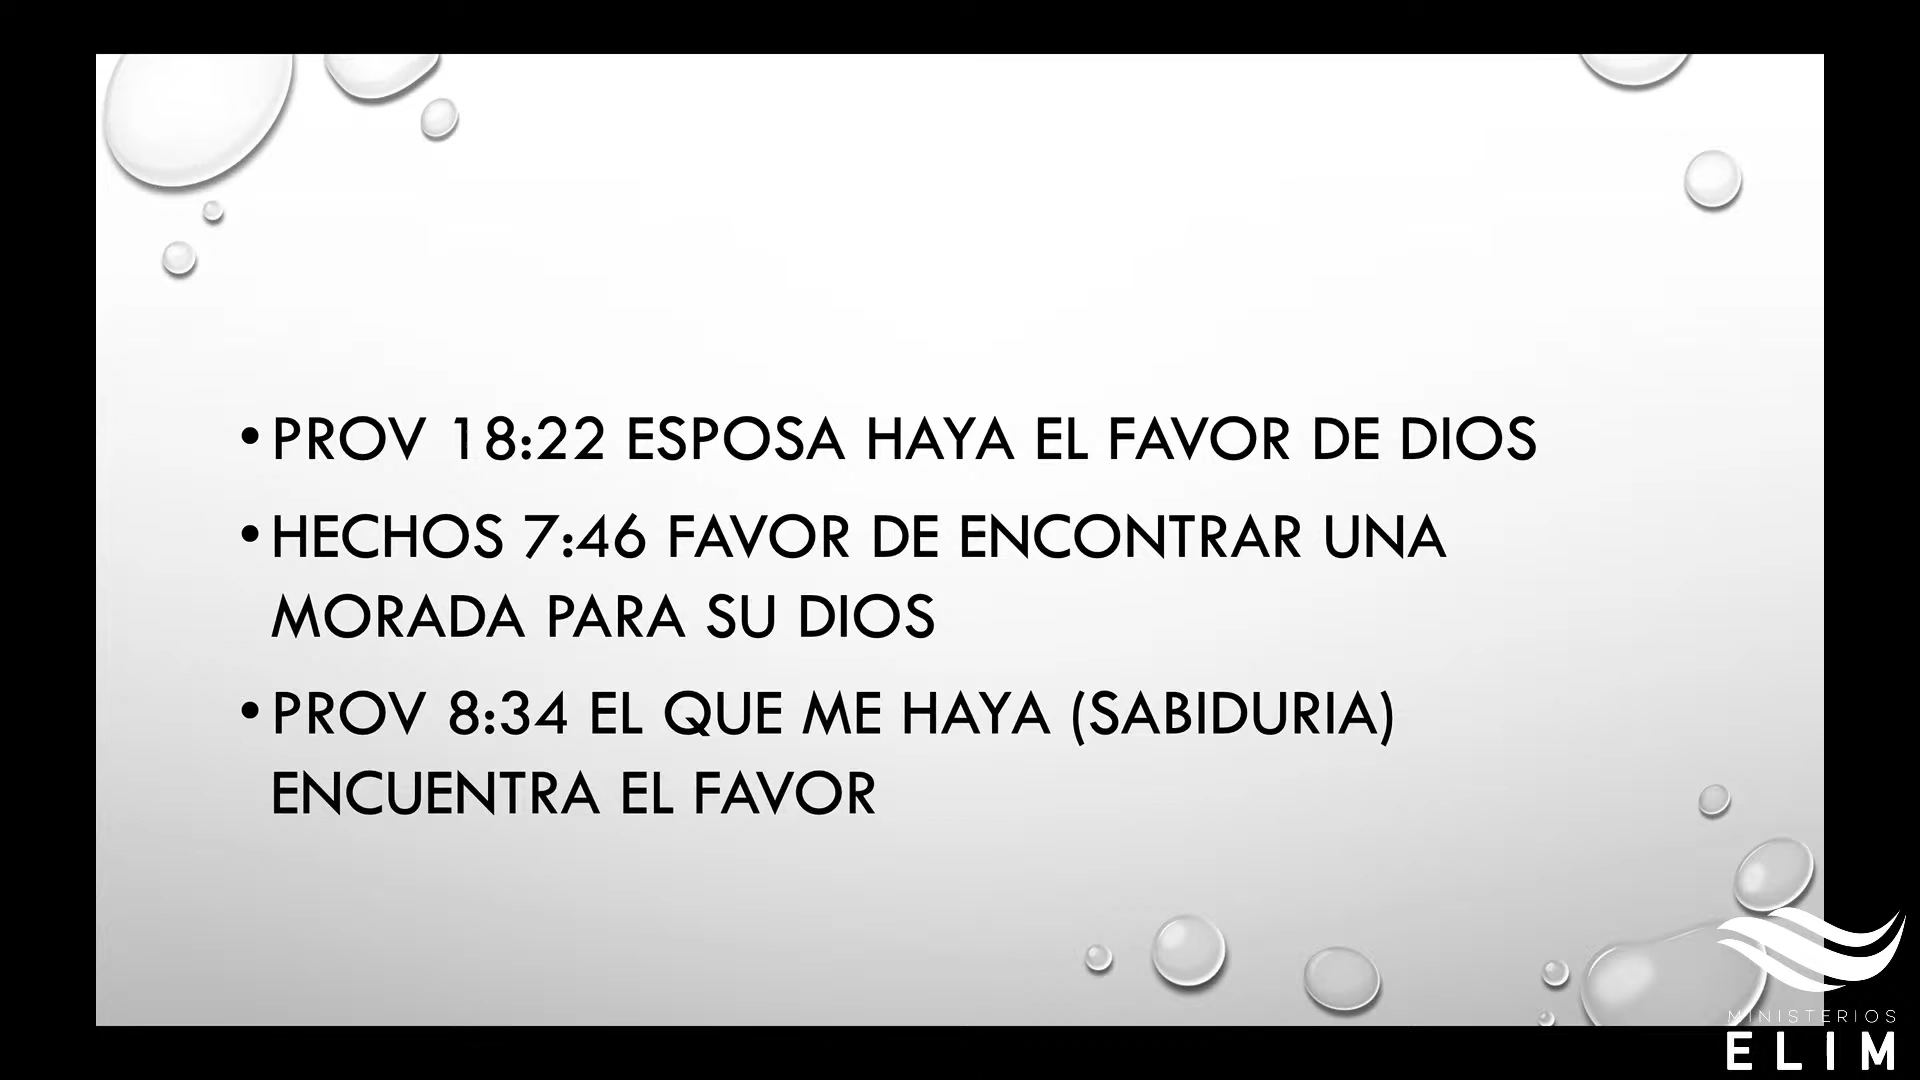 • PROV 18:22 ESPOSA HAYA EL FAVOR DE DIOS
• HECHOS 7:46 FAVOR DE ENCONTRAR UNA
MORADA PARA SU DIOS
• PROV 8:34 EL QUE ME HAYA (SABIDURIA)
ENCUENTRA EL FAVOR
MINISTERIOS
ÉLIM